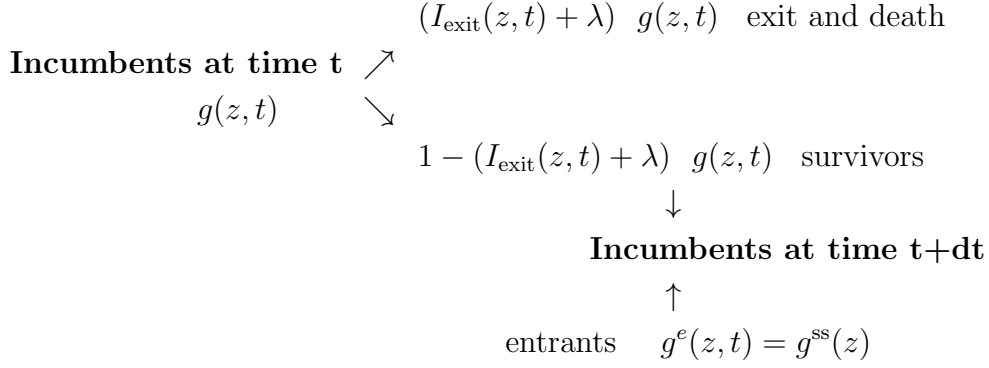 (I_exit(z, t) + λ) g(z, t) exit and death
Incumbents at time t ↗
g(z, t) ↘
1 − (I_exit(z, t) + λ) g(z, t) survivors
↓
Incumbents at time t+dt
↑
entrants g^e(z, t) = g^ss(z)